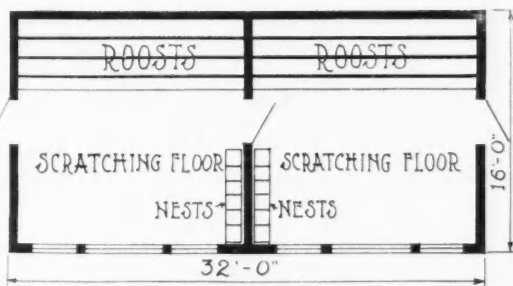 ROOSTS ROOSTS
SCRATCHING FLOOR SCRATCHING FLOOR
NESTS NESTS
16'-0"
32'-0"